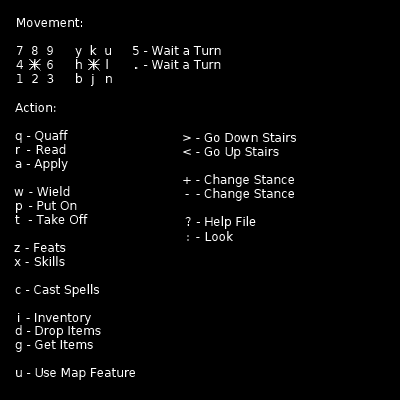 Movement:
7 8 9 y k u 5 - Wait a Turn
4 6 h l . - Wait a Turn
1 2 3 b j n
Action:
q - Quaff
r - Read
a - Apply
w - Wield
p - Put On
t - Take Off
z - Feats
x - Skills
c - Cast Spells
i - Inventory
d - Drop Items
g - Get Items
u - Use Map Feature
> - Go Down Stairs
< - Go Up Stairs
+ - Change Stance
- - Change Stance
? - Help File
: - Look